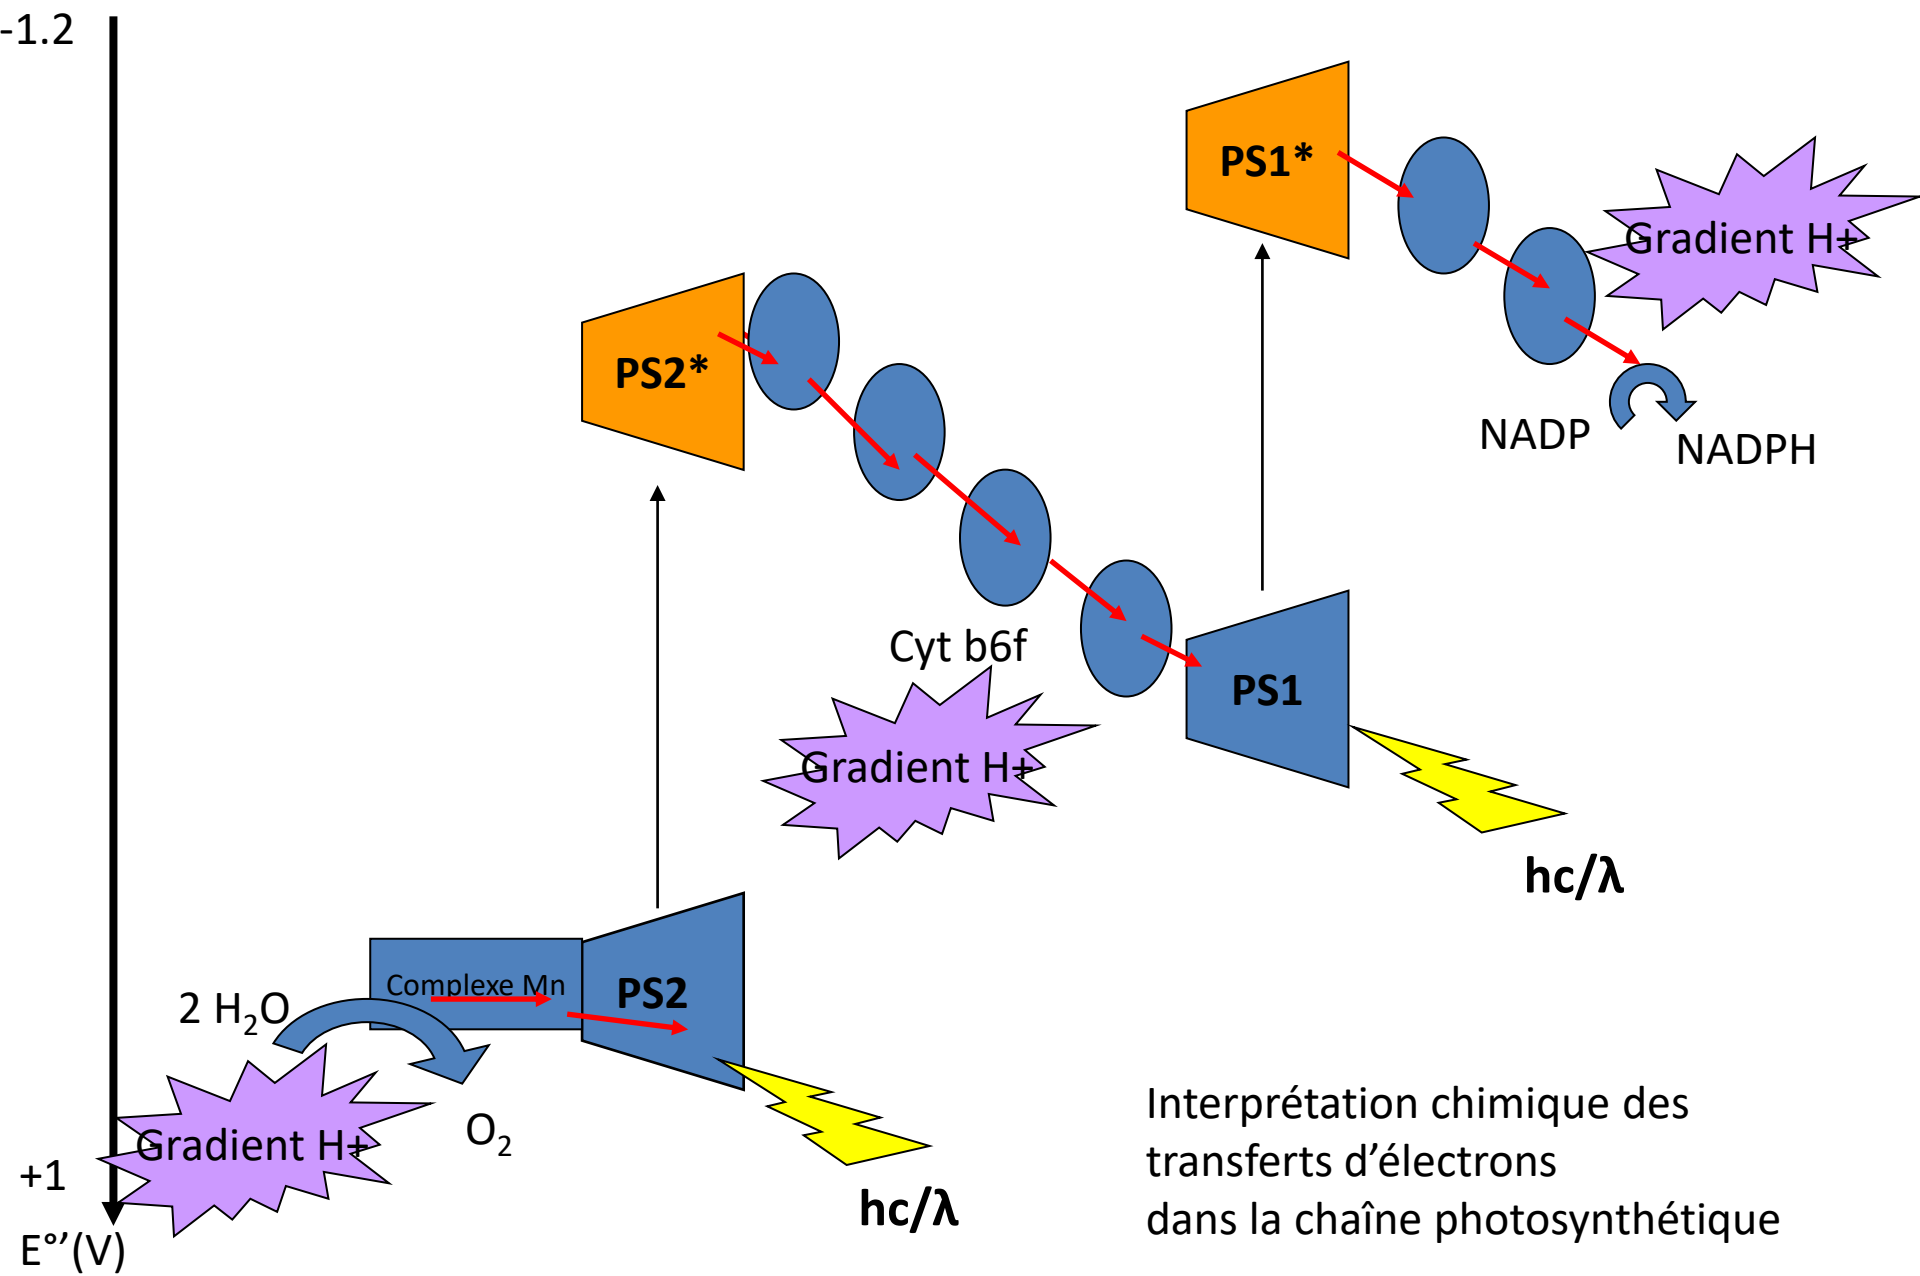 -1.2
PS1*
Gradient H+
PS2*
NADP
NADPH
Cyt b6f
PS1
Gradient H+
hc/λ
Complexe Mn
PS2
2 H₂O
Gradient H+
O₂
+1
hc/λ
E°’(V)
Interprétation chimique des
transferts d’électrons
dans la chaîne photosynthétique